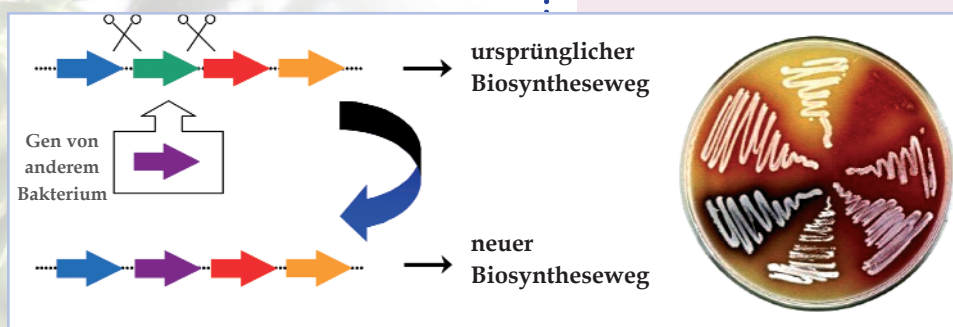 ursprünglicher
Biosyntheseweg
Gen von
anderem
Bakterium
neuer
Biosyntheseweg